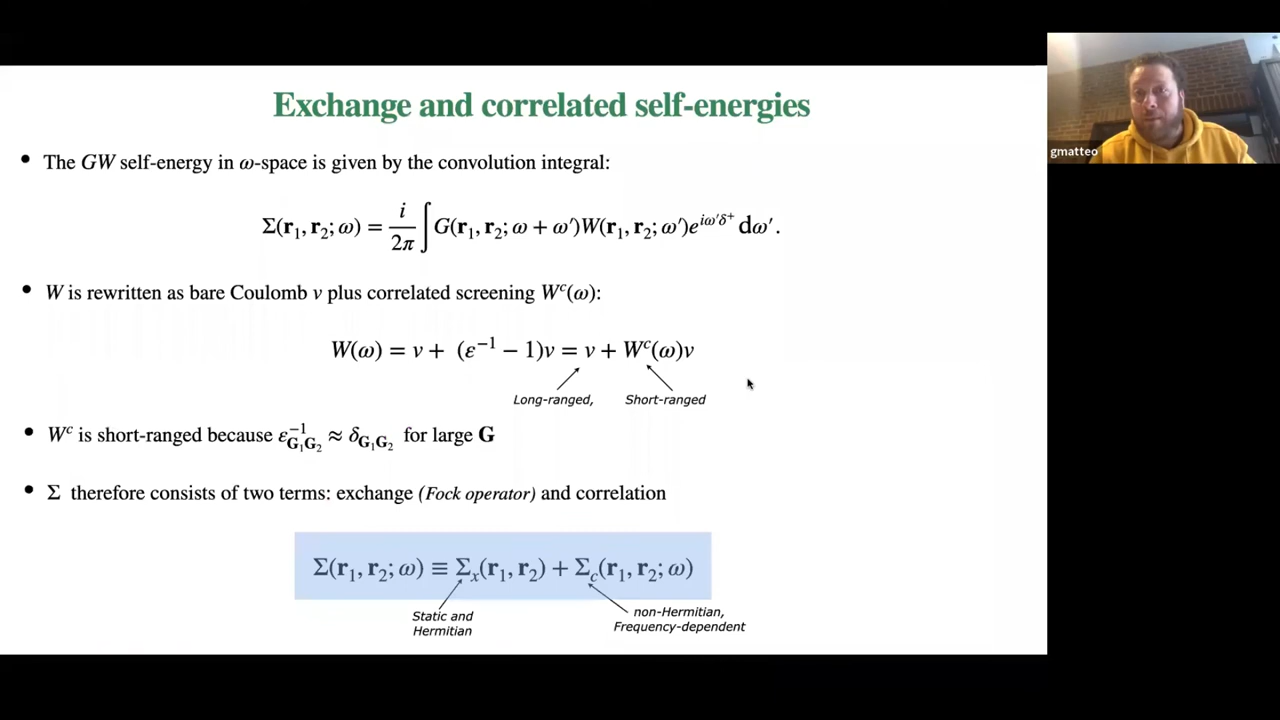 Exchange and correlated self-energies
• The GW self-energy in ω-space is given by the convolution integral:
Σ(r₁, r₂; ω) = i/2π ∫ G(r₁, r₂; ω + ω′)W(r₁, r₂; ω′)e^{iω′δ⁺} dω′.
• W is rewritten as bare Coulomb v plus correlated screening Wᶜ(ω):
W(ω) = v + (ε⁻¹ − 1)v = v + Wᶜ(ω)v
Long-ranged, Short-ranged
• Wᶜ is short-ranged because ε⁻¹_{G₁G₂} ≈ δ_{G₁G₂} for large G
• Σ therefore consists of two terms: exchange (Fock operator) and correlation
Σ(r₁, r₂; ω) ≡ Σₓ(r₁, r₂) + Σ_c(r₁, r₂; ω)
Static and
Hermitian
non-Hermitian,
Frequency-dependent
gmatteo